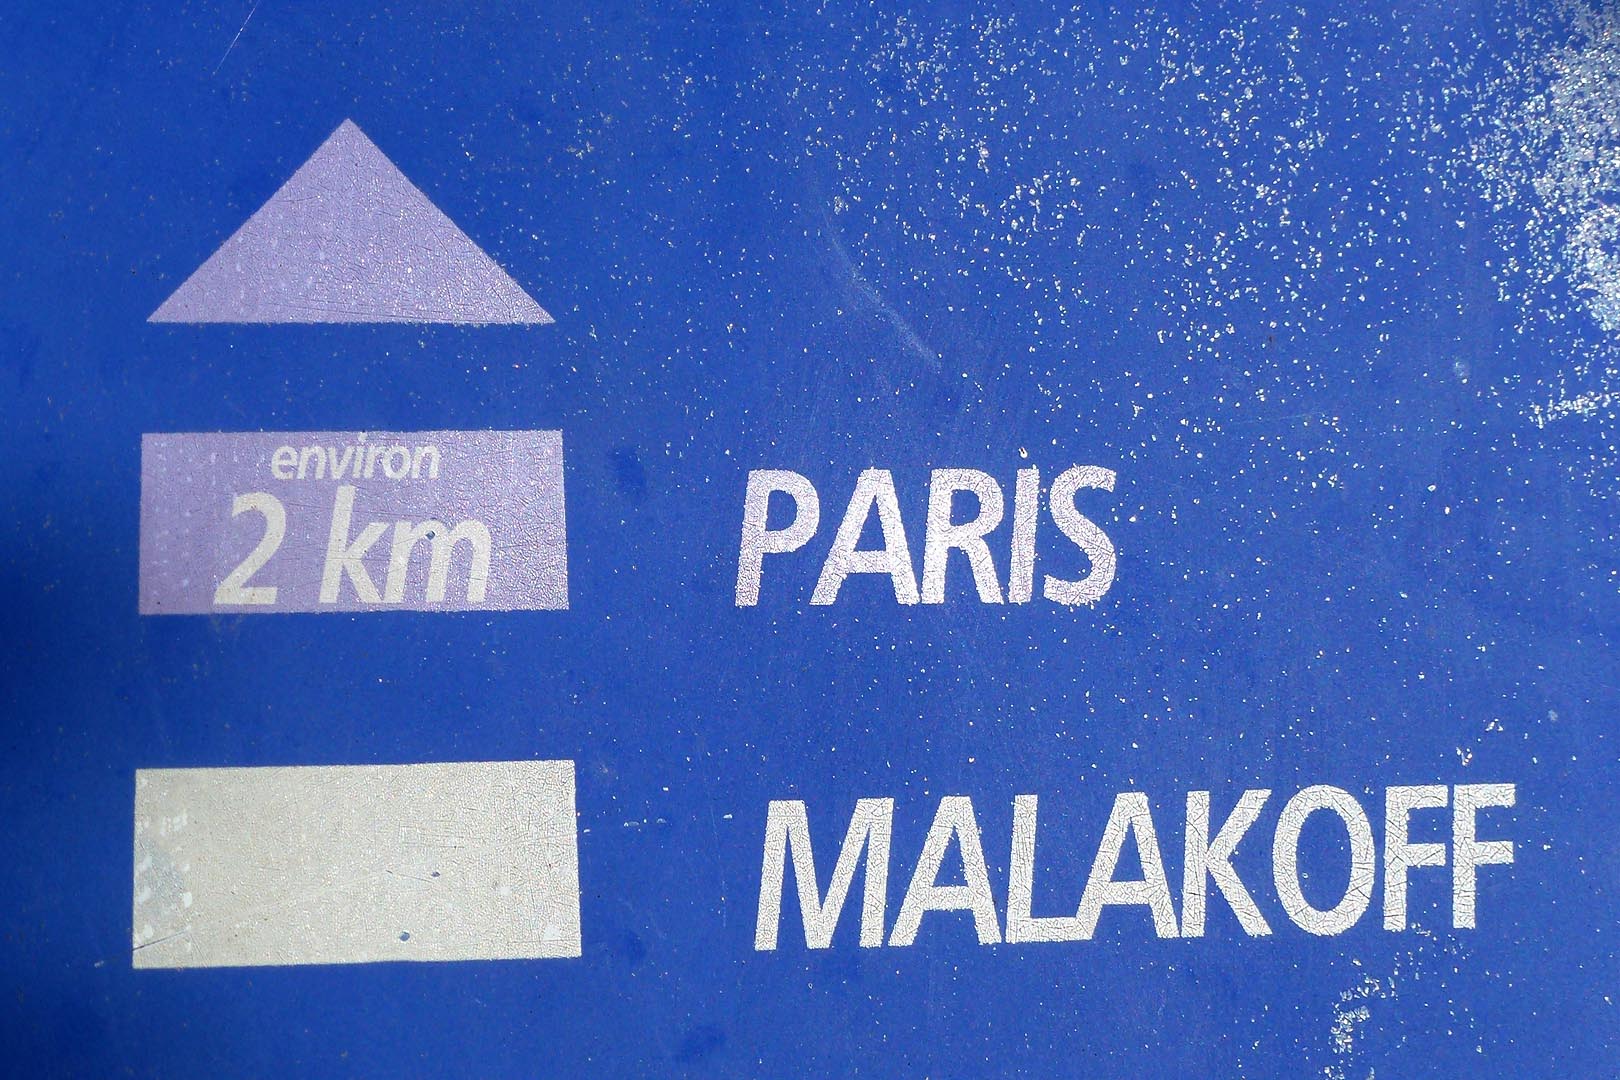 environ
2 km
PARIS
MALAKOFF